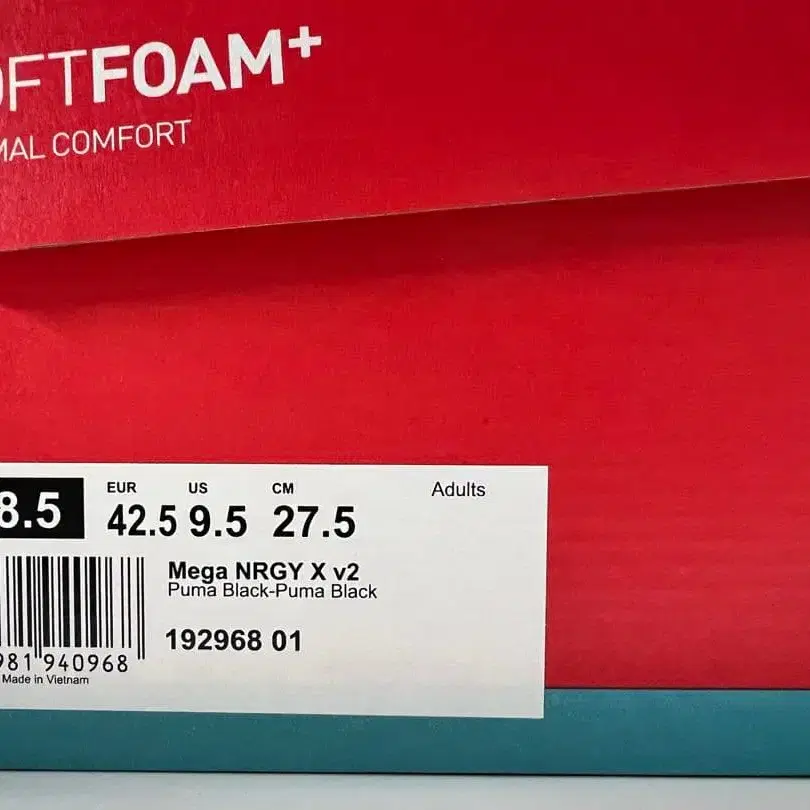 OFTFOAM+
MAL COMFORT
EUR US CM Adults
8.5 42.5 9.5 27.5
Mega NRGY X v2
Puma Black-Puma Black
192968 01
981 940968
Made in Vietnam